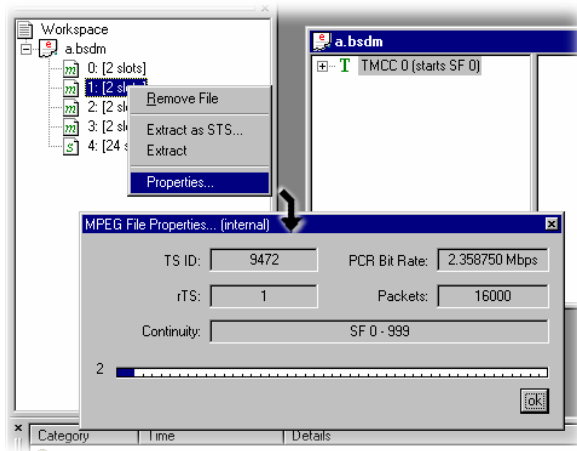 Workspace
a.bsdm
0: [2 slots]
1: [2 slots]
2: [2 sl
3: [2 sl
4: [24 s
Remove File
Extract as STS...
Extract
Properties...
a.bsdm
TMCC 0 (starts SF 0)
MPEG File Properties... (internal)
TS ID: 9472 PCR Bit Rate: 2.358750 Mbps
rTS: 1 Packets: 16000
Continuity: SF 0 - 999
2
ok
Category Time Details